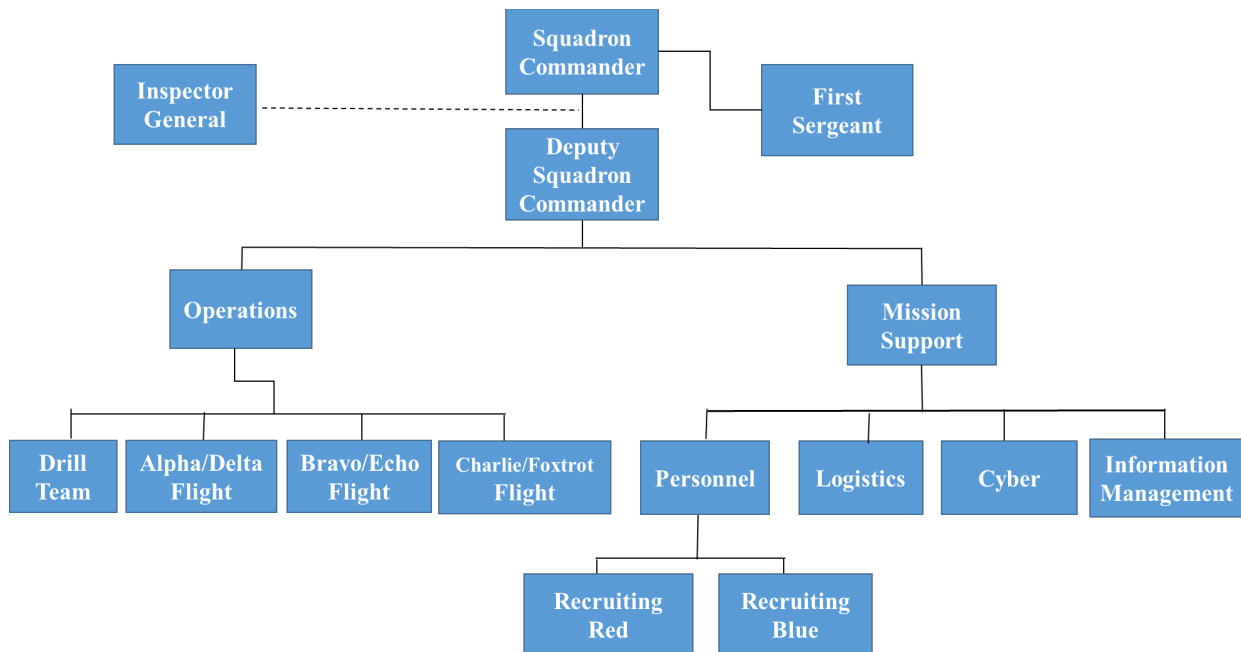 Squadron
Commander
Inspector
General
First
Sergeant
Deputy
Squadron
Commander
Operations
Mission
Support
Drill
Team
Alpha/Delta
Flight
Bravo/Echo
Flight
Charlie/Foxtrot
Flight
Personnel
Logistics
Cyber
Information
Management
Recruiting
Red
Recruiting
Blue